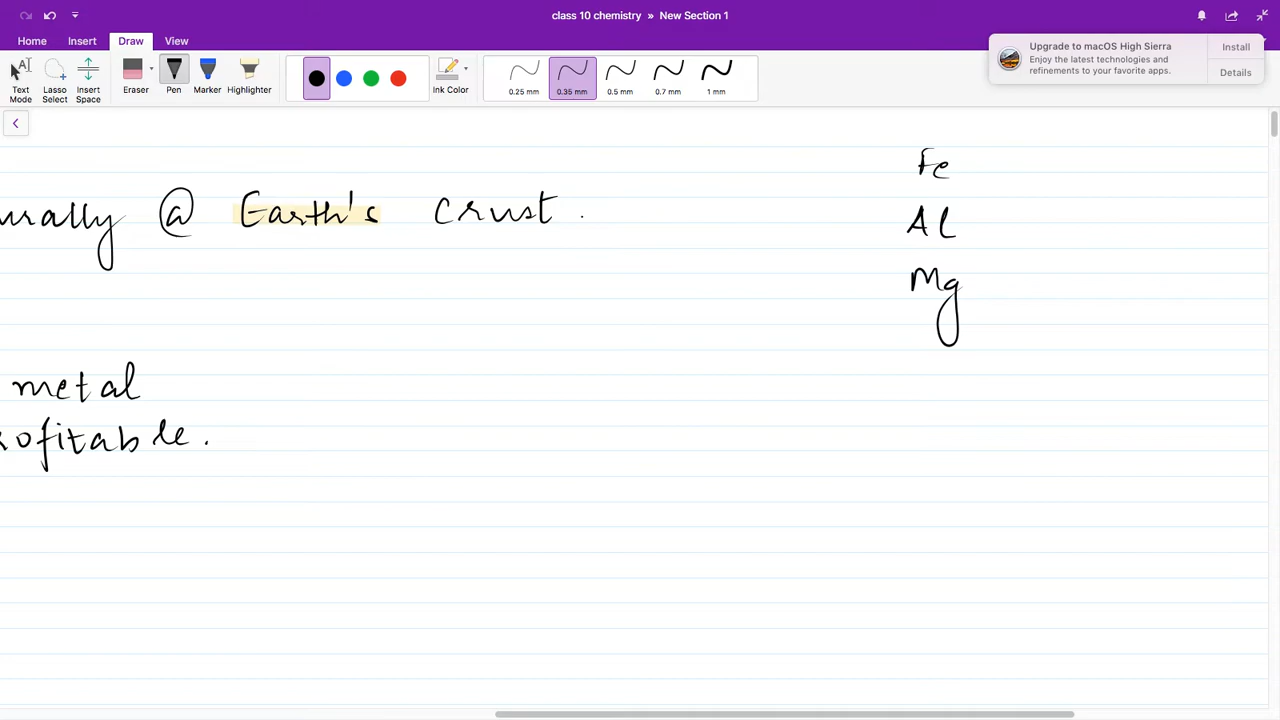 class 10 chemistry » New Section 1
Home Insert Draw View
Upgrade to macOS High Sierra
Enjoy the latest technologies and
refinements to your favorite apps.
Install
Details
Text Mode
Lasso Select
Insert Space
Eraser
Pen
Marker
Highlighter
Ink Color
0.25 mm
0.35 mm
0.5 mm
0.7 mm
1 mm
urally @ Earth's crust.
Fe
Al
Mg
metal
ofitable.